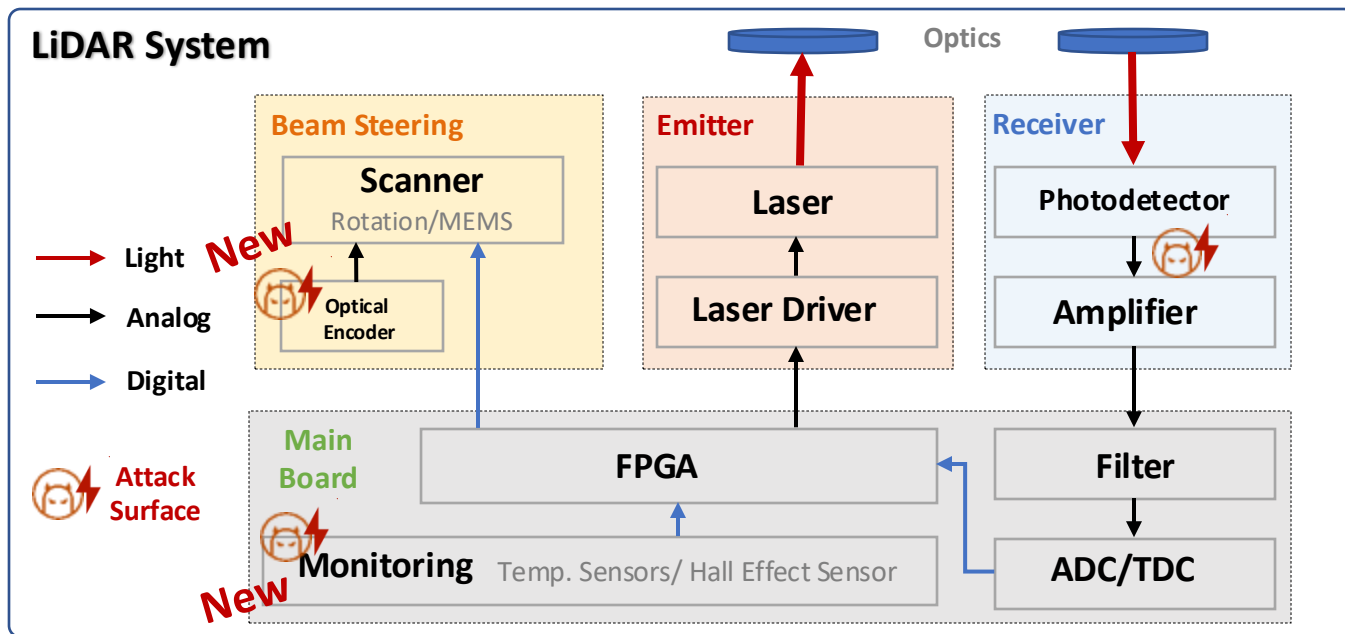 LiDAR System
Optics
Beam Steering
Emitter
Receiver
Scanner
Rotation/MEMS
Laser
Photodetector
New
Light
Optical
Encoder
Laser Driver
Amplifier
Analog
Digital
Main
Board
FPGA
Filter
Attack
Surface
Monitoring Temp. Sensors/ Hall Effect Sensor
ADC/TDC
New